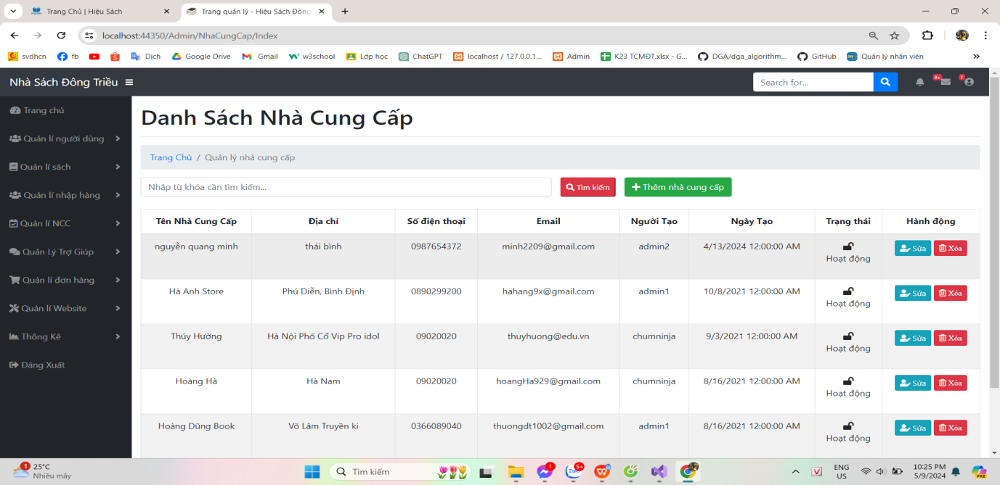 Trang Chủ | Hiệu Sách
Trang quản lý - Hiệu Sách Đông
localhost:44350/Admin/NhaCungCap/Index
svdhcn fb Dịch Google Drive Gmail w3school Lớp học ChatGPT localhost / 127.0.0.1... Admin K23 TCMĐT.xlsx - G... DGA/dga_algorithm... GitHub Quản lý nhân viên
Nhà Sách Đông Triều
Search for...
9+
7
Trang chủ
Quản lí người dùng
Quản lí sách
Quản lí nhập hàng
Quản lí NCC
Quản Lý Trợ Giúp
Quản lí đơn hàng
Quản lí Website
Thông Kê
Đăng Xuất
Danh Sách Nhà Cung Cấp
Trang Chủ / Quản lý nhà cung cấp
Nhập từ khóa cần tìm kiếm...
Tìm kiếm
Thêm nhà cung cấp
Tên Nhà Cung Cấp Địa chỉ Số điện thoại Email Người Tạo Ngày Tạo Trạng thái Hành động
nguyễn quang minh thái bình 0987654372 minh2209@gmail.com admin2 4/13/2024 12:00:00 AM Hoạt động Sửa Xóa
Hà Anh Store Phú Diễn, Bình Định 0890299200 hahang9x@gmail.com admin1 10/8/2021 12:00:00 AM Hoạt động Sửa Xóa
Thúy Hường Hà Nội Phố Cổ Vip Pro idol 09020020 thuyhuong@edu.vn chumninja 9/3/2021 12:00:00 AM Hoạt động Sửa Xóa
Hoàng Hà Hà Nam 09020020 hoangHa929@gmail.com chumninja 8/16/2021 12:00:00 AM Hoạt động Sửa Xóa
Hoàng Dũng Book Võ Lâm Truyền kì 0366089040 thuongdt1002@gmail.com admin1 8/16/2021 12:00:00 AM Hoạt động Sửa Xóa
1
25°C
Nhiều mây
Tìm kiếm
1
Zalo
5+
ENG
US
10:25 PM
5/9/2024
PRE